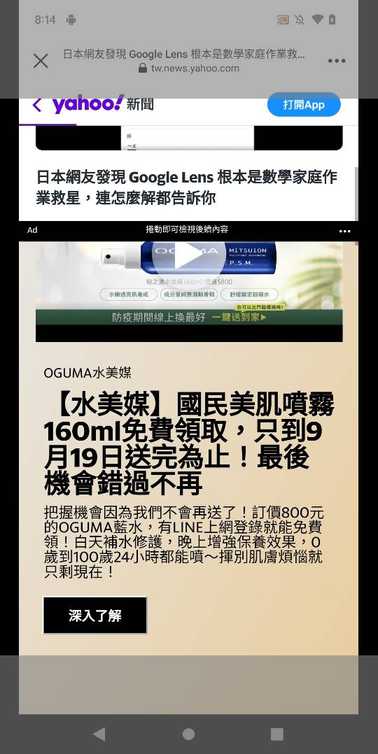 8:14
日本網友發現 Google Lens 根本是數學家庭作業救...
tw.news.yahoo.com
yahoo! 新聞
打開App
日本網友發現 Google Lens 根本是數學家庭作
業救星，連怎麼解都告訴你
Ad
捲動即可檢視後續內容
OGUMA
MITSUION
P.S.M.
防疫期間線上換最好 一鍵送到家
OGUMA水美媒
【水美媒】國民美肌噴霧
160ml免費領取，只到9
月19日送完為止！最後
機會錯過不再
把握機會因為我們不會再送了！訂價800元
的OGUMA藍水，有LINE上網登錄就能免費
領！白天補水修護，晚上增強保養效果，0
歲到100歲24小時都能噴～揮別肌膚煩惱就
只剩現在！
深入了解